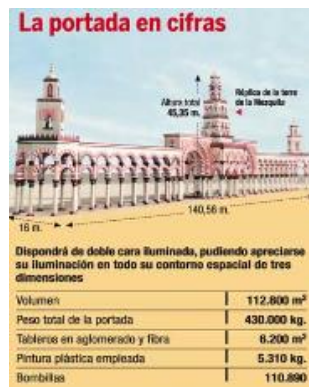 La portada en cifras
Altura total
45,35 m.
Réplica de la torre
de la Mezquita
140,56 m.
16 m.
Dispondrá de doble cara iluminada, pudiendo apreciarse
su iluminación en todo su contorno espacial de tres
dimensiones
Volumen 112.800 m³
Peso total de la portada 430.000 kg.
Tableros en aglomerado y fibra 6.200 m²
Pintura plástica empleada 5.310 kg.
Bombillas 110.890